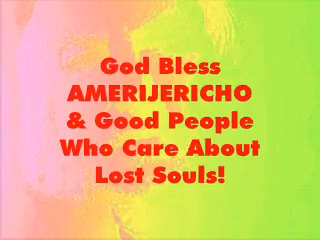 God Bless
AMERIJERICHO
& Good People
Who Care About
Lost Souls!